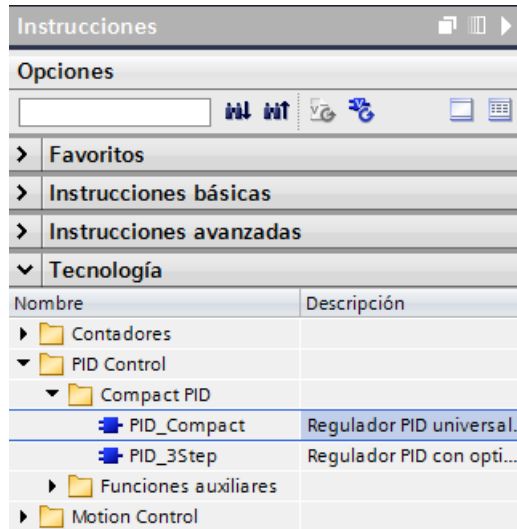 Instrucciones
Opciones
Favoritos
Instrucciones básicas
Instrucciones avanzadas
Tecnología
Nombre Descripción
Contadores
PID Control
Compact PID
PID_Compact Regulador PID universal.
PID_3Step Regulador PID con opti...
Funciones auxiliares
Motion Control